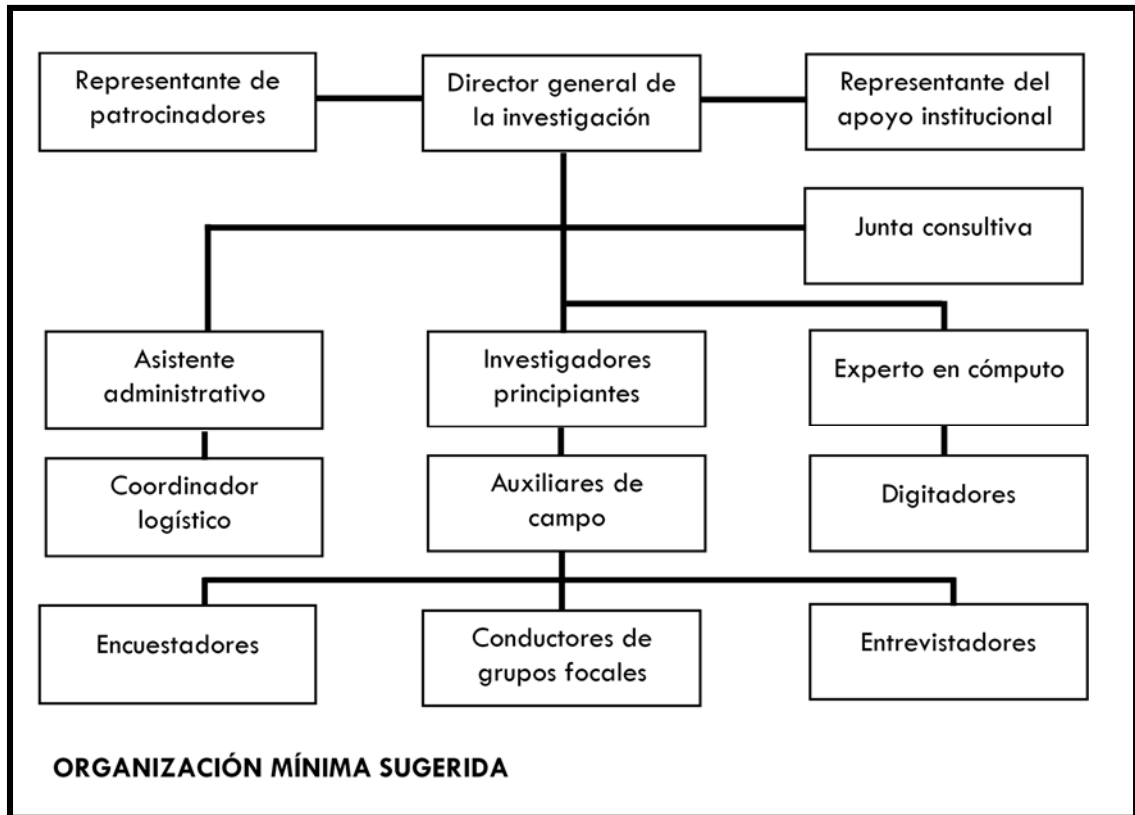 Representante de
patrocinadores
Director general de
la investigación
Representante del
apoyo institucional
Junta consultiva
Asistente
administrativo
Investigadores
principiantes
Experto en cómputo
Coordinador
logístico
Auxiliares de
campo
Digitadores
Encuestadores
Conductores de
grupos focales
Entrevistadores
ORGANIZACIÓN MÍNIMA SUGERIDA